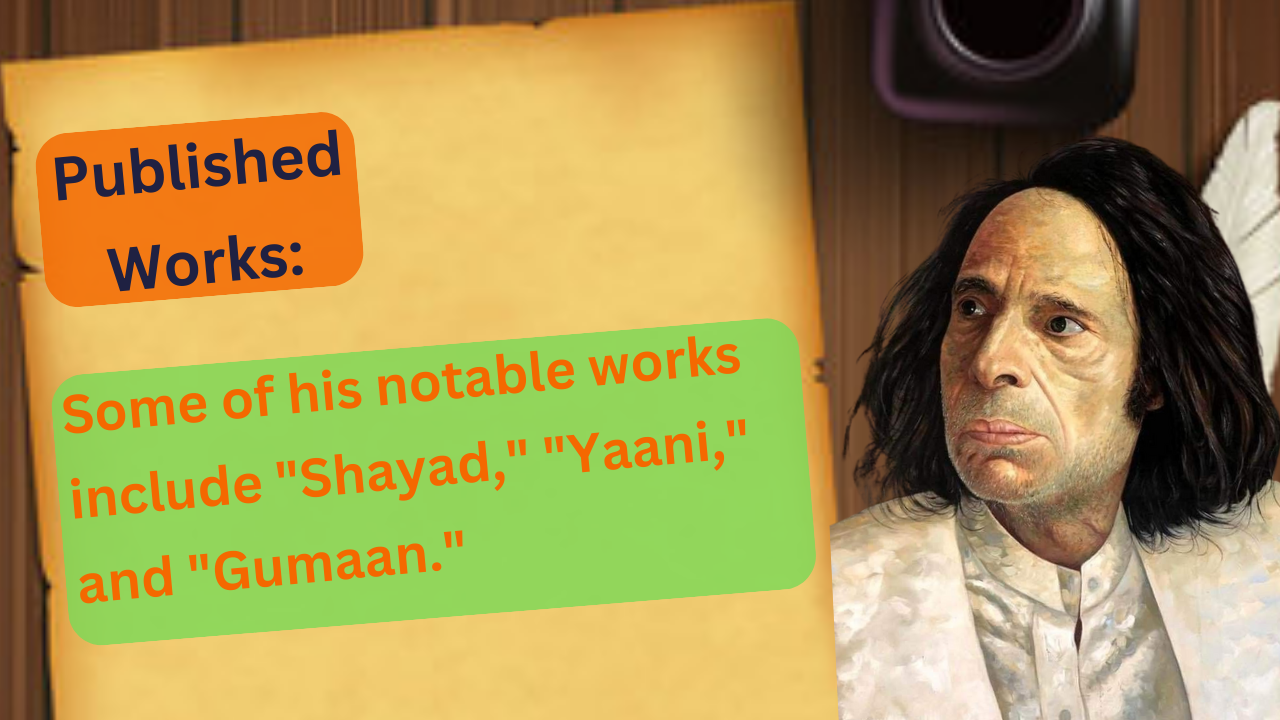 Published
Works:
Some of his notable works
include "Shayad," "Yaani,"
and "Gumaan."